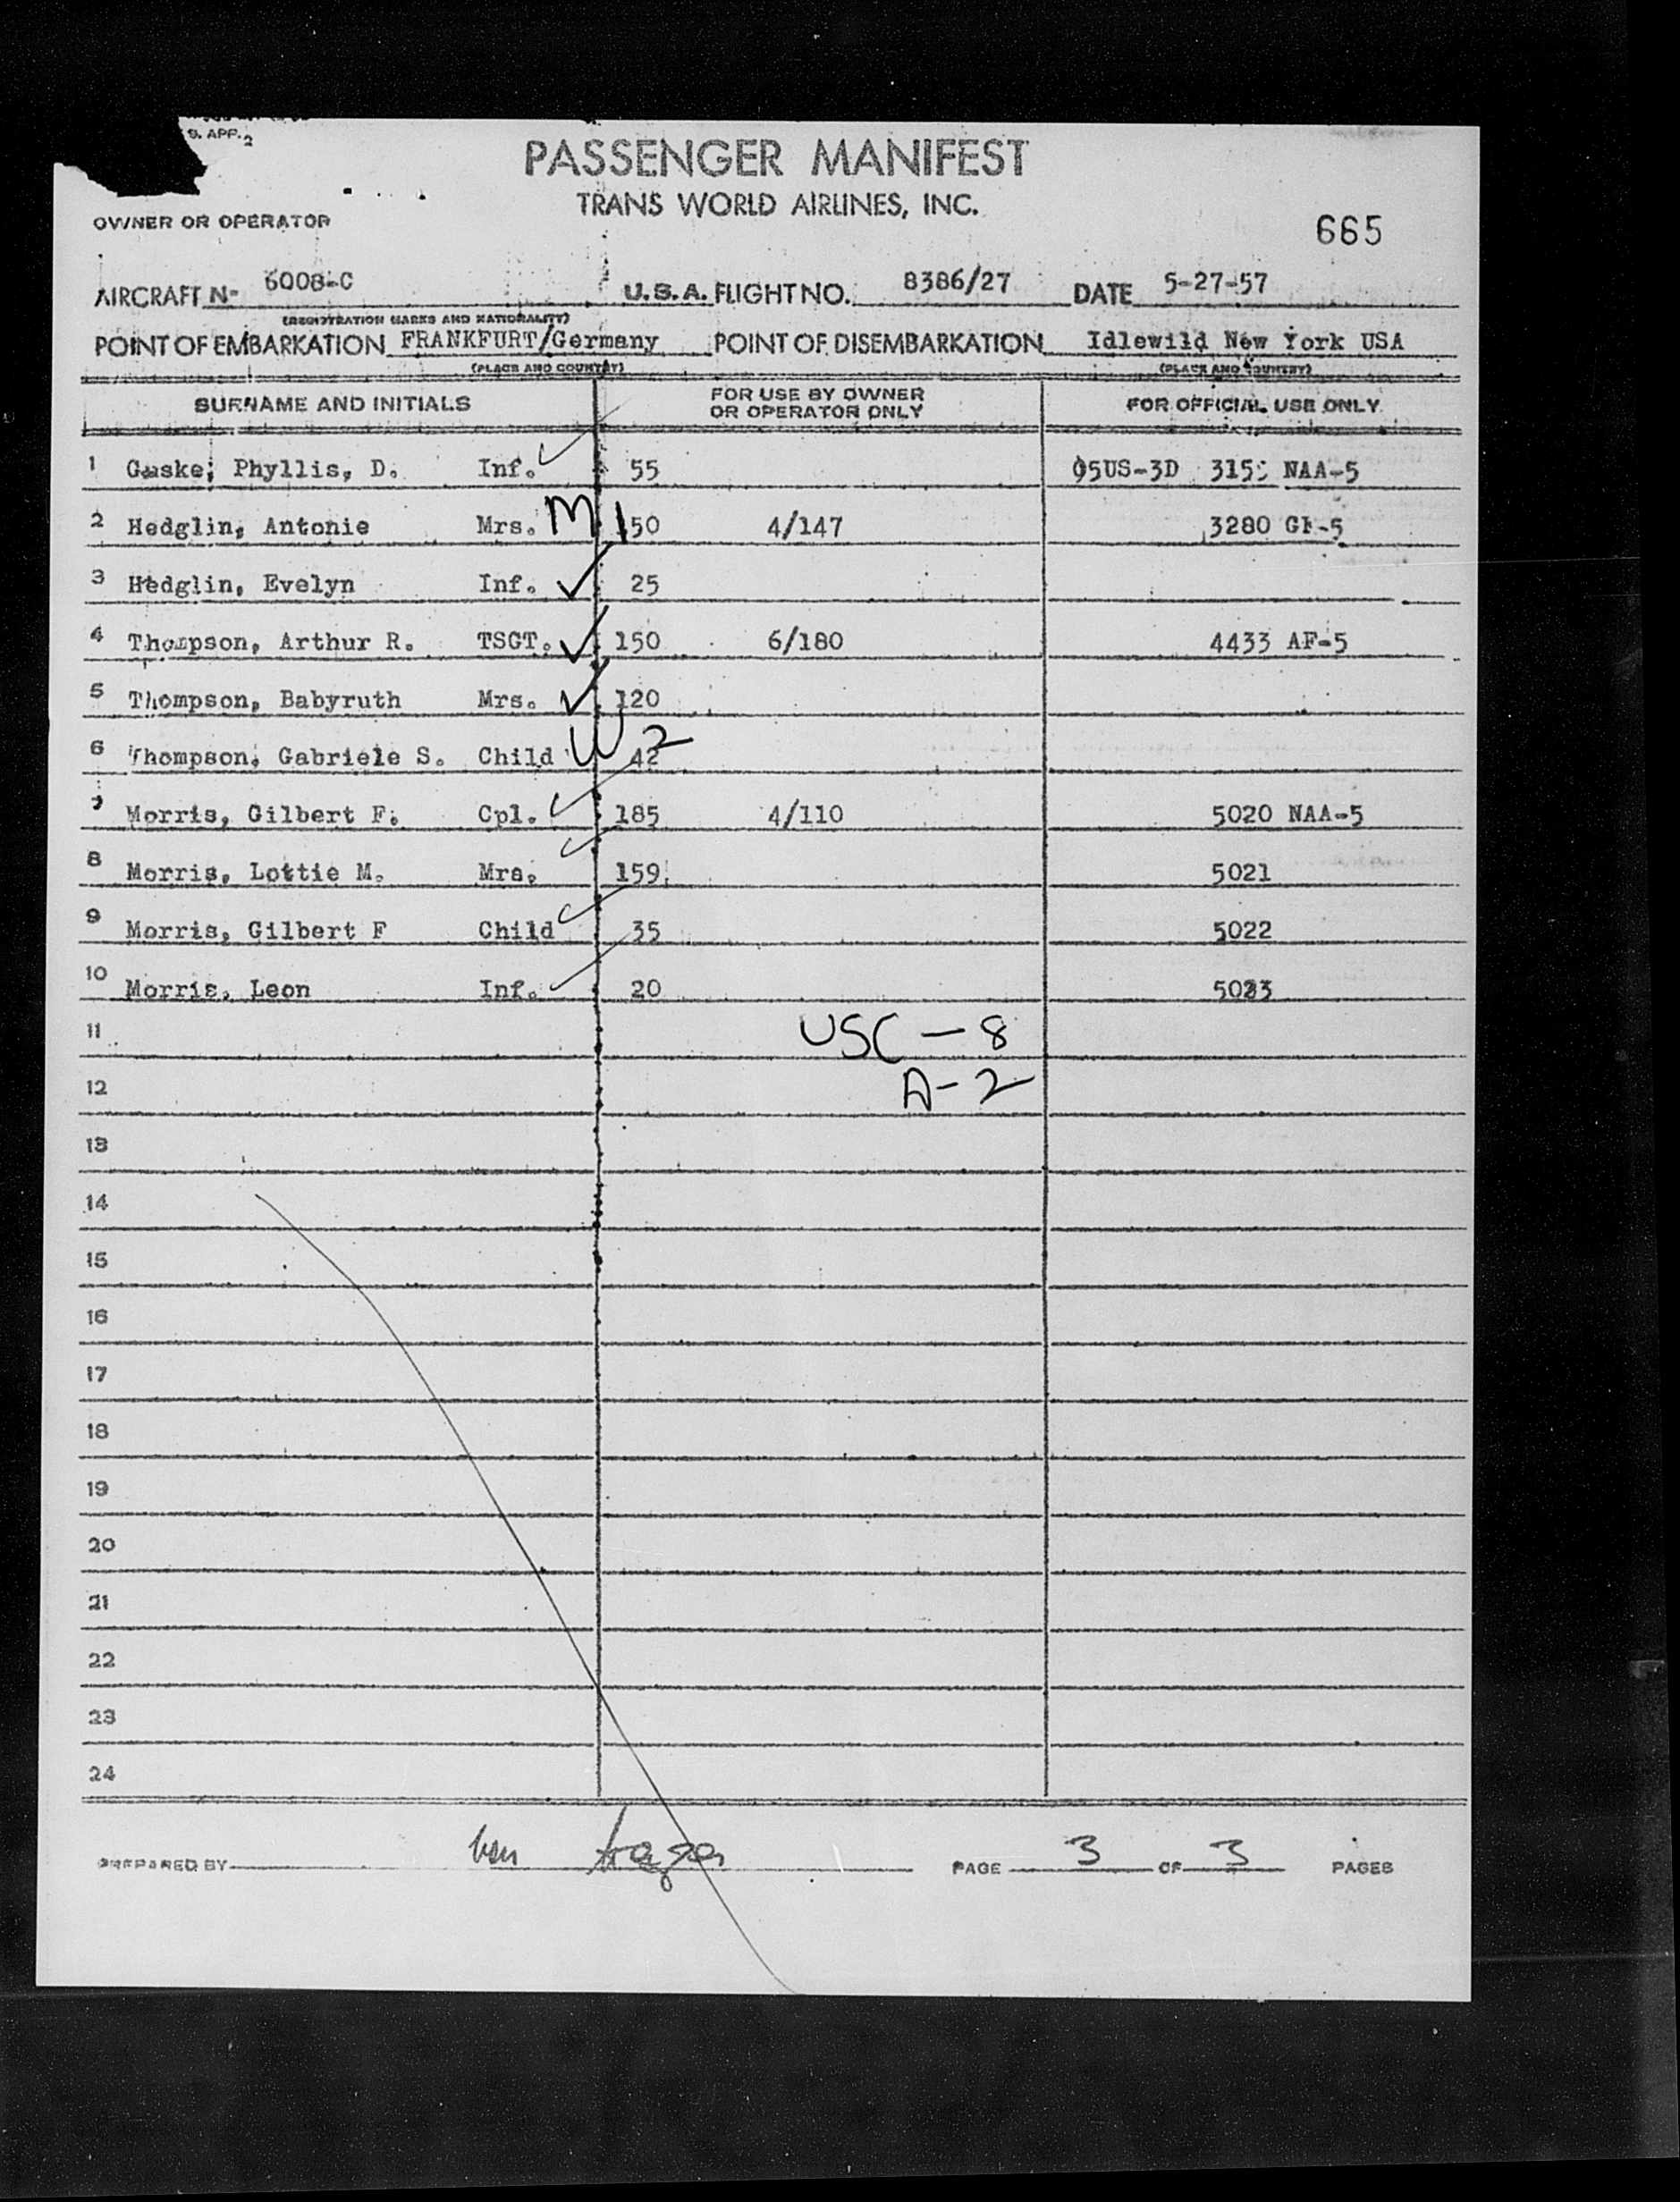 S. APP. 2
PASSENGER MANIFEST
TRANS WORLD AIRLINES, INC.
OWNER OR OPERATOR
665
AIRCRAFT N- 6008-C U.S.A. FLIGHT NO. 8386/27 DATE 5-27-57
(REGISTRATION MARKS AND NATIONALITY)
POINT OF EMBARKATION FRANKFURT/Germany POINT OF DISEMBARKATION Idlewild New York USA
(PLACE AND COUNTRY) (PLACE AND COUNTRY)
SURNAME AND INITIALS FOR USE BY OWNER OR OPERATOR ONLY FOR OFFICIAL USE ONLY
1 Guske, Phyllis, D. Inf. ✓ 55 95US-3D NAA-5
2 Hedglin, Antonie Mrs. M1 150 4/147 3280
3 Hedglin, Evelyn Inf. ✓ 25
4 Thompson, Arthur R. TSGT. ✓ 150 6/180 4433 AF-5
5 Thompson, Babyruth Mrs. ✓ 120
6 Thompson, Gabriele S. Child W2 42
7 Morris, Gilbert F. Cpl. ✓ 185 4/110 5020 NAA-5
8 Morris, Lottie M. Mrs. ✓ 159 5021
9 Morris, Gilbert F Child ✓ 35 5022
10 Morris, Leon Inf. ✓ 20 5023
11 USC - 8
12 A - 2
13
14
15
16
17
18
19
20
21
22
23
24
PREPARED BY PAGE 3 OF 3 PAGES